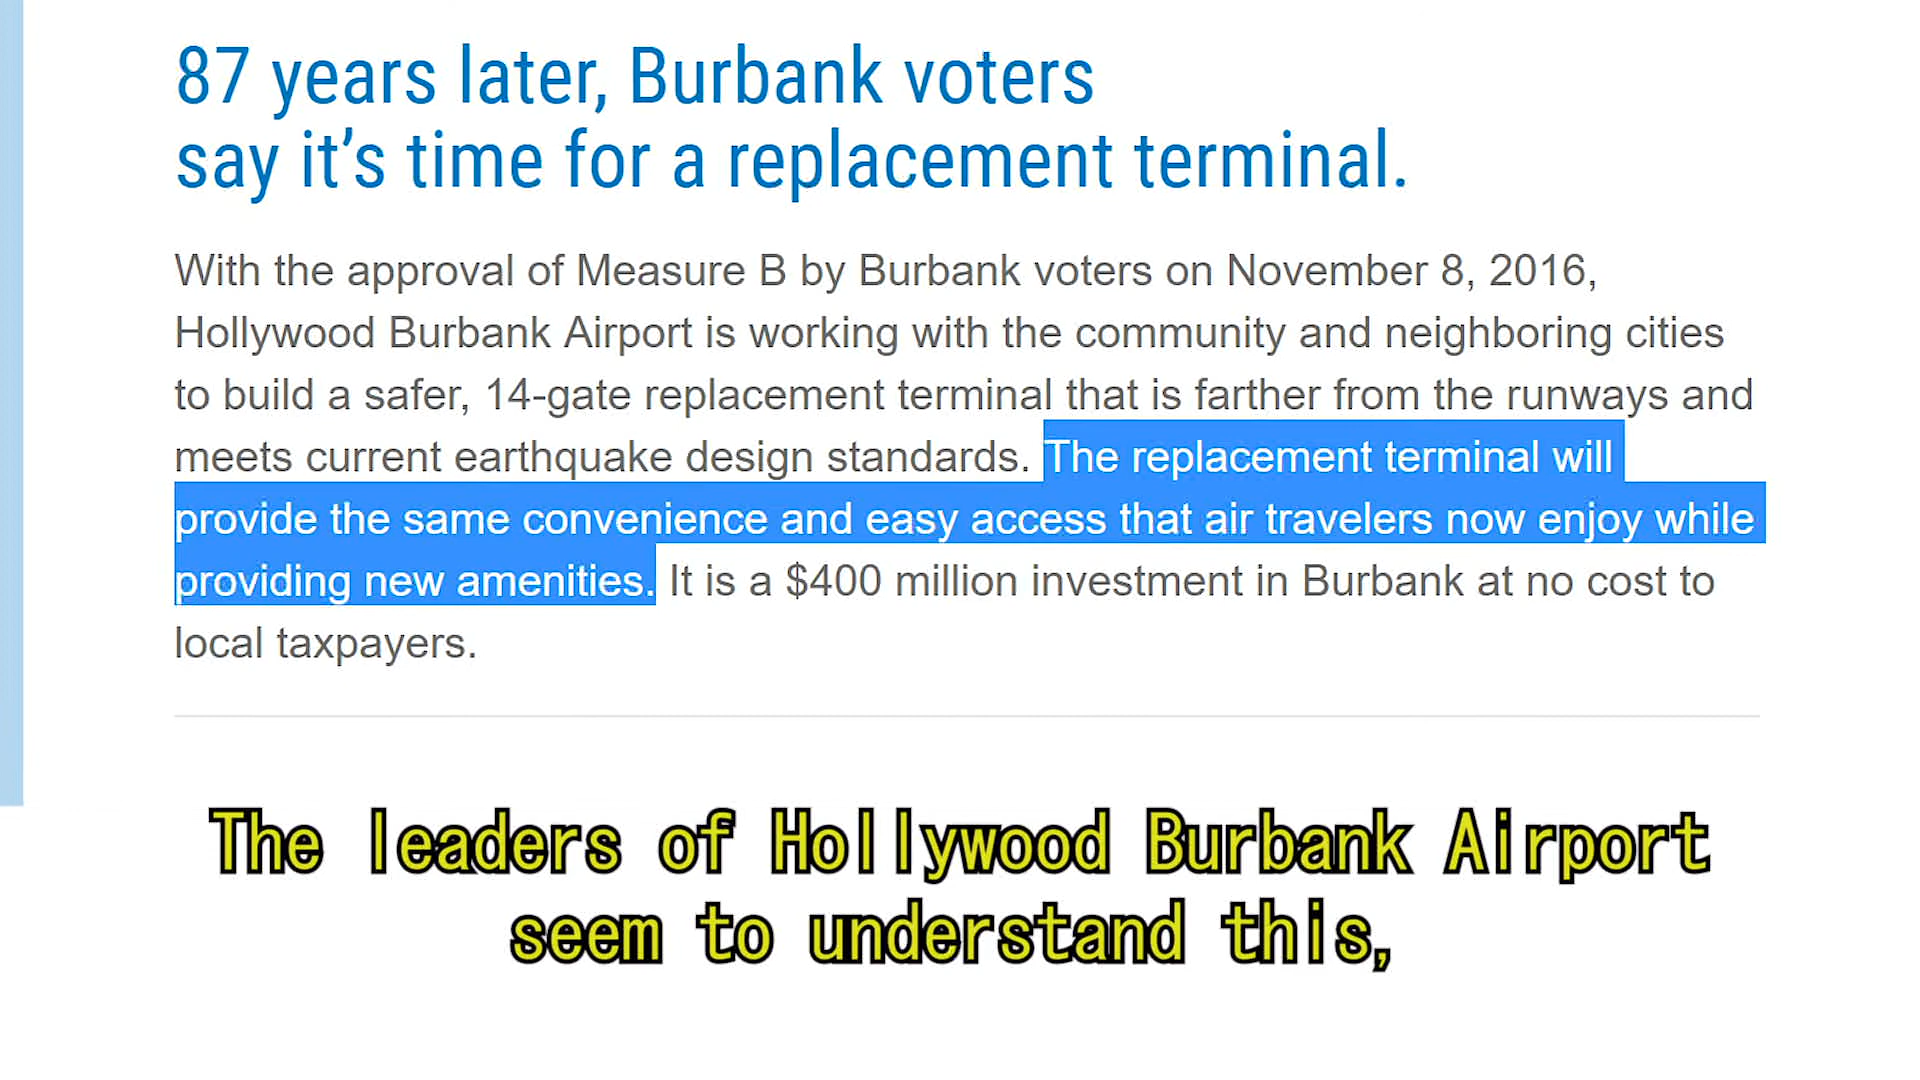 87 years later, Burbank voters
say it’s time for a replacement terminal.
With the approval of Measure B by Burbank voters on November 8, 2016,
Hollywood Burbank Airport is working with the community and neighboring cities
to build a safer, 14-gate replacement terminal that is farther from the runways and
meets current earthquake design standards. The replacement terminal will
provide the same convenience and easy access that air travelers now enjoy while
providing new amenities. It is a $400 million investment in Burbank at no cost to
local taxpayers.
The leaders of Hollywood Burbank Airport
seem to understand this,